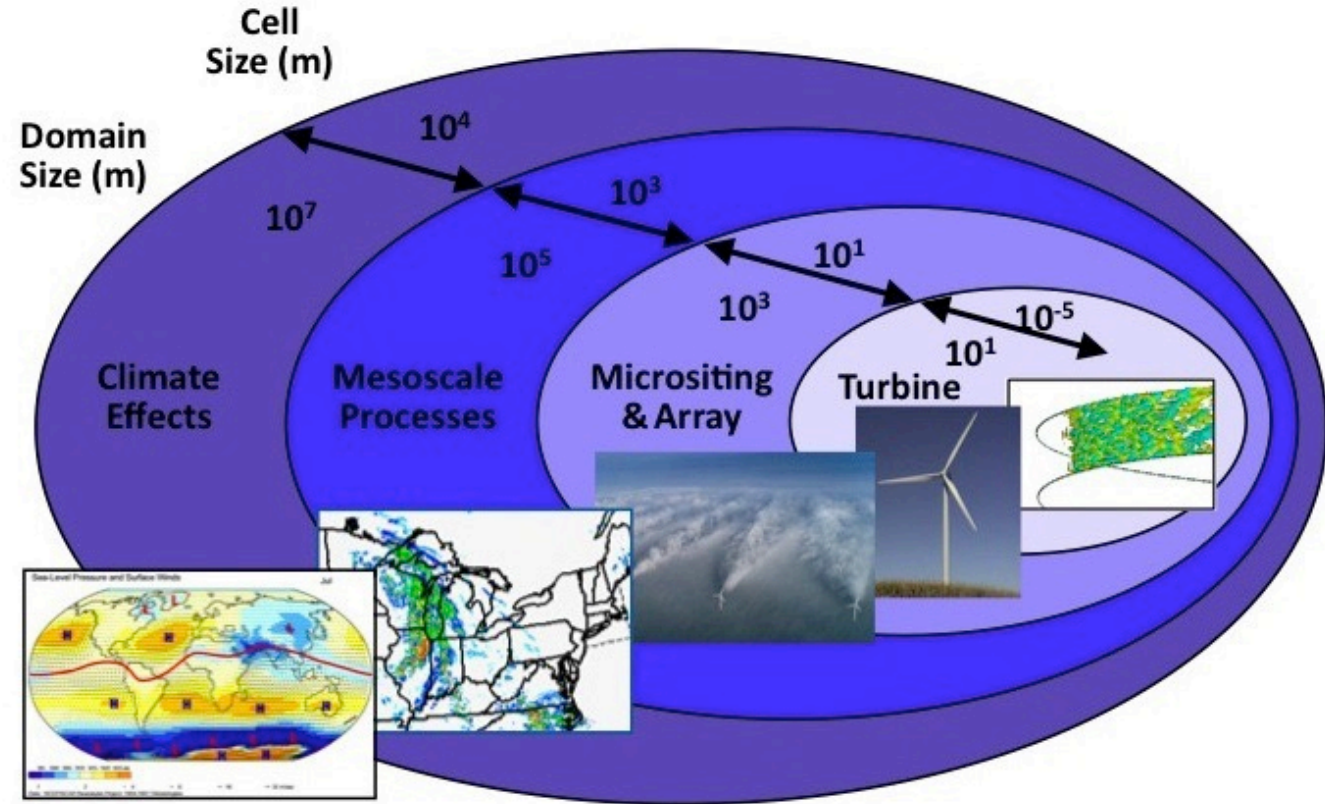 Cell
Size (m)
Domain
Size (m)
10⁴
10⁷
10³
10⁵
10¹
10³
10⁻⁵
10¹
Climate
Effects
Mesoscale
Processes
Micrositing
& Array
Turbine
Sea-Level Pressure and Surface Winds
Jul
H
H
H
H
H
H
H
H